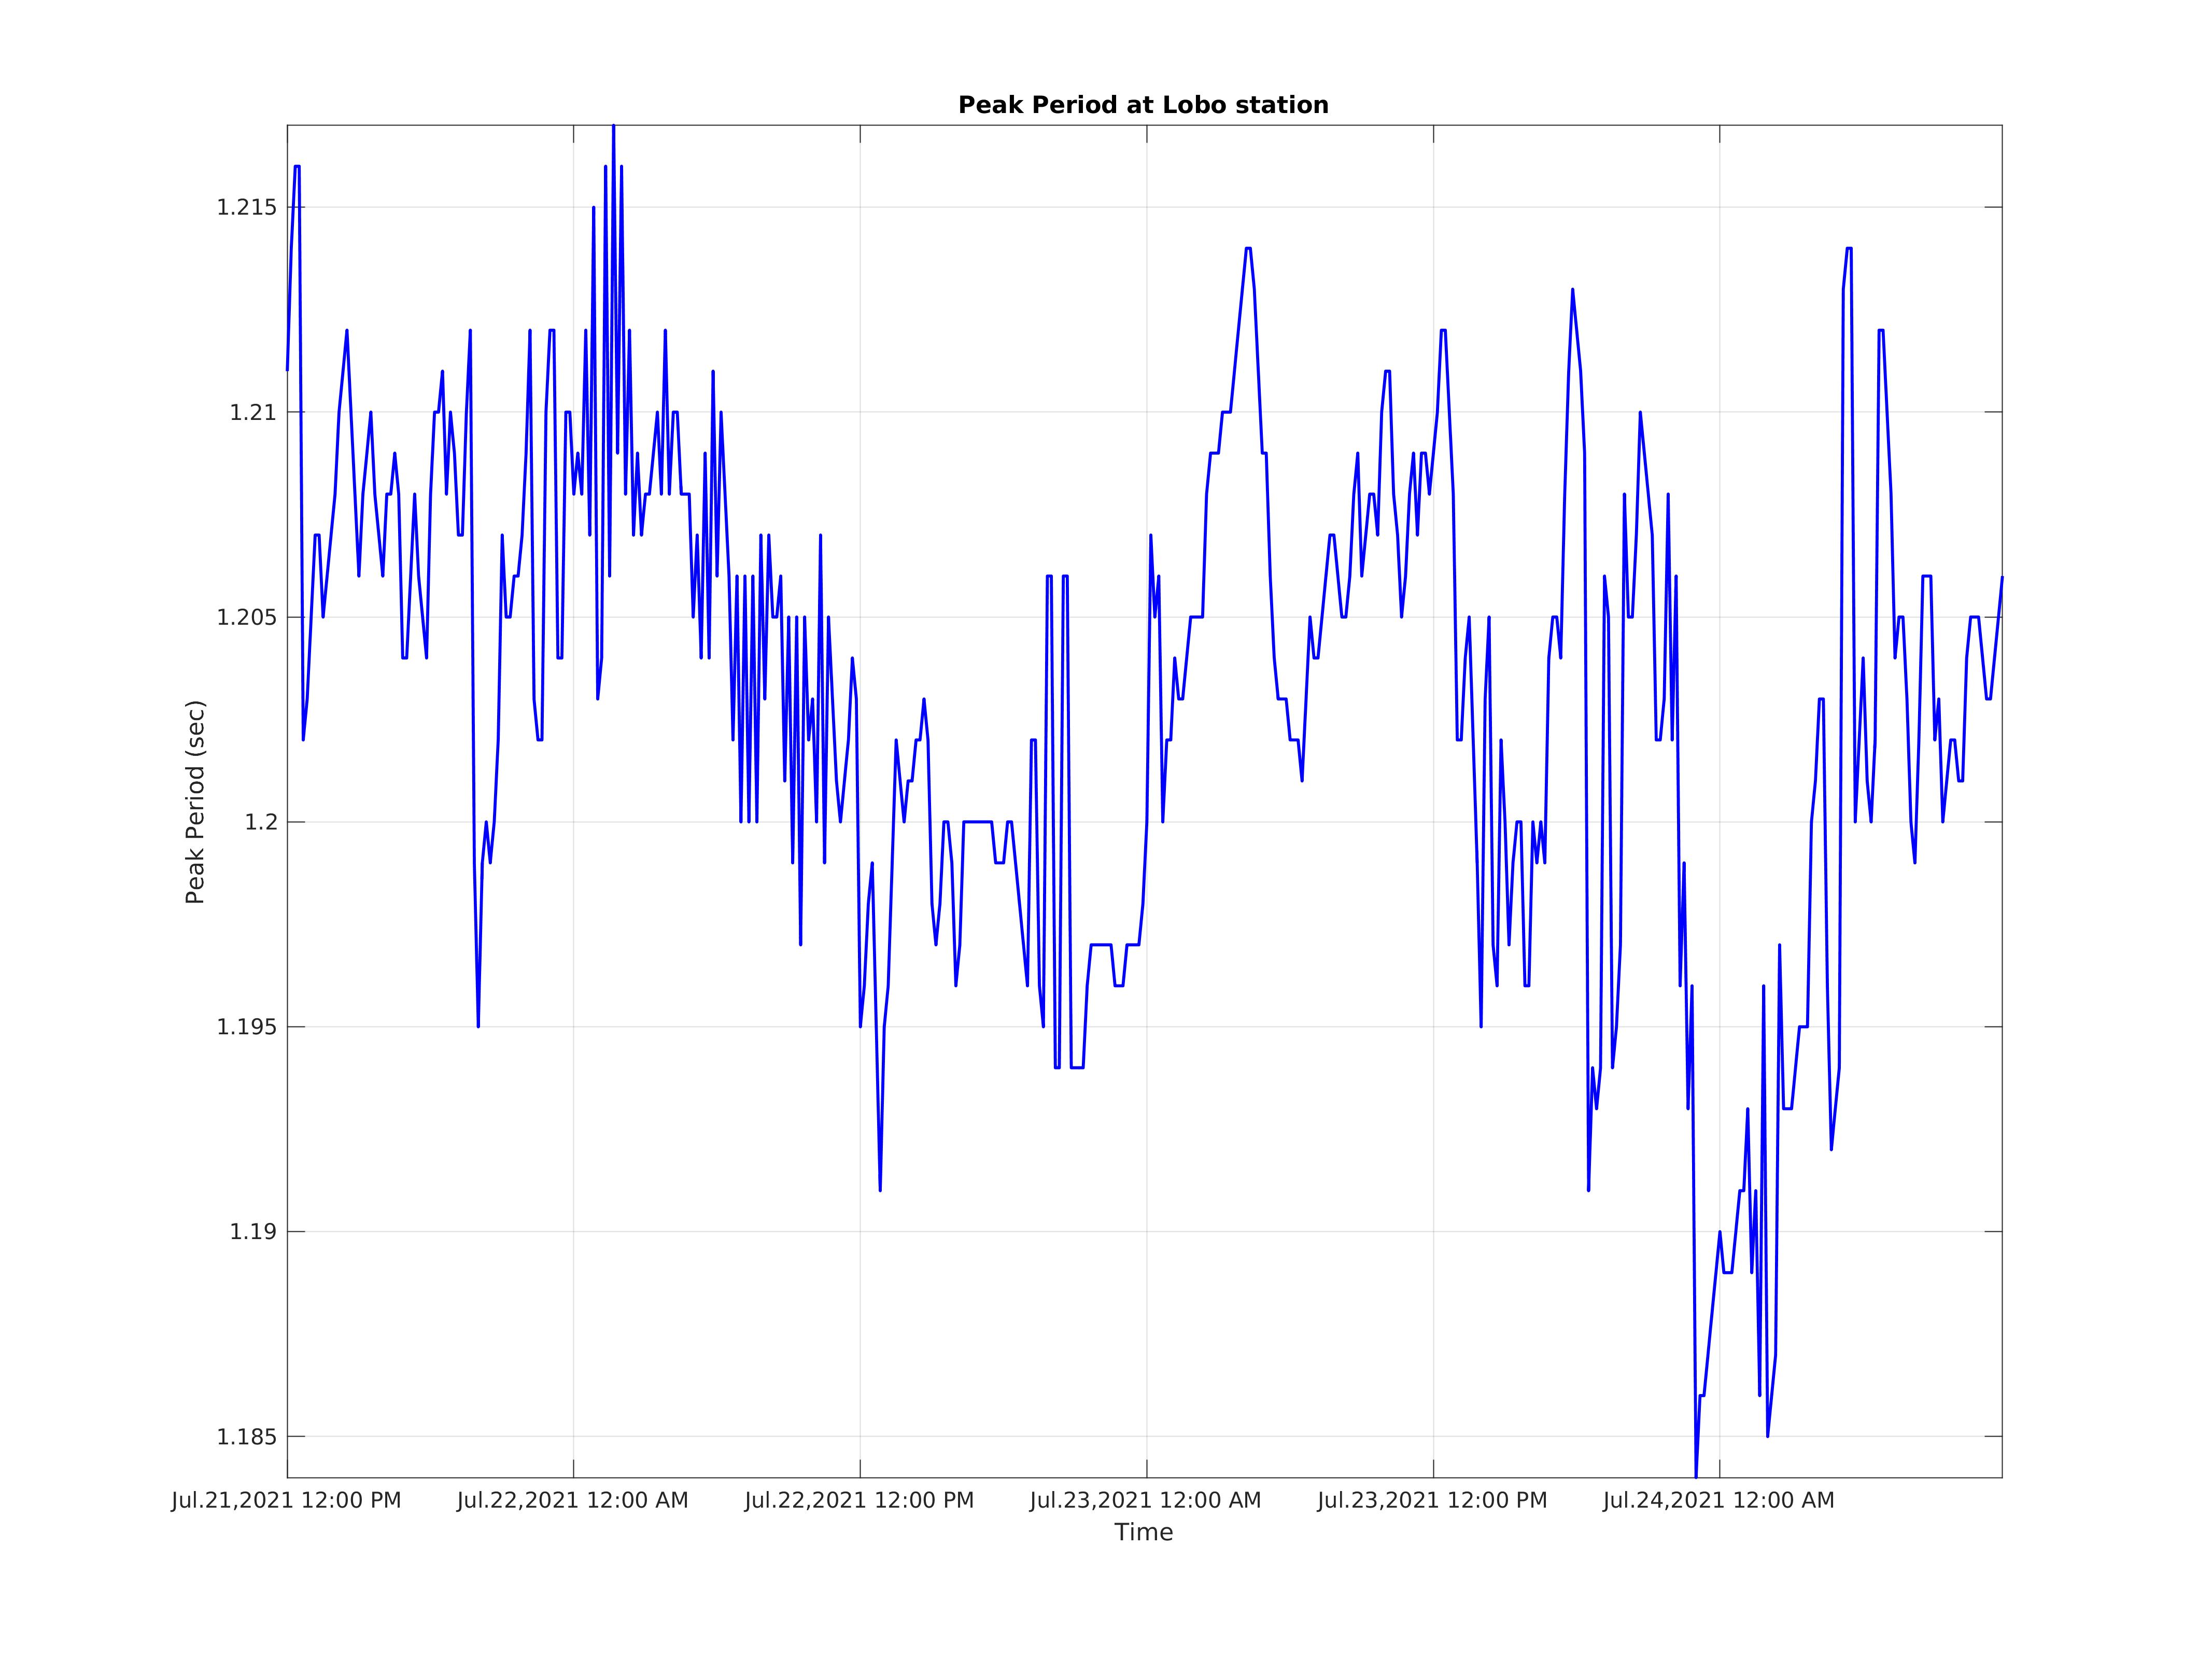 Peak Period at Lobo station
1.215
1.21
1.205
1.2
1.195
1.19
1.185
Peak Period (sec)
Jul.21,2021 12:00 PM Jul.22,2021 12:00 AM Jul.22,2021 12:00 PM Jul.23,2021 12:00 AM Jul.23,2021 12:00 PM Jul.24,2021 12:00 AM
Time